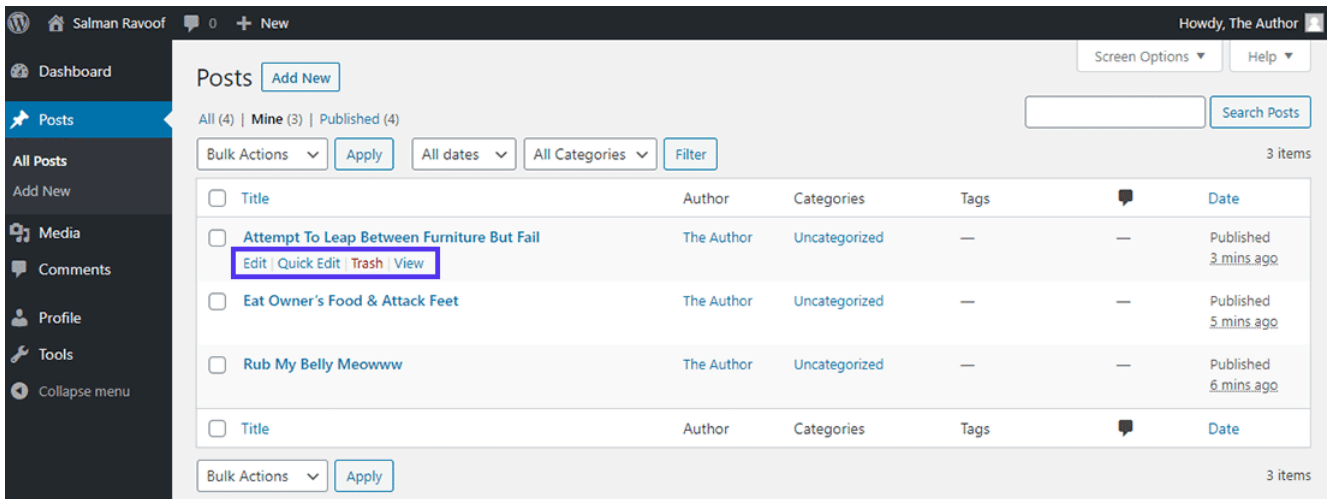 Salman Ravoof 0 + New Howdy, The Author
Dashboard
Posts
All Posts
Add New
Media
Comments
Profile
Tools
Collapse menu
Screen Options ▼ Help ▼
Posts Add New
All (4) | Mine (3) | Published (4)
Search Posts
Bulk Actions Apply All dates All Categories Filter 3 items
Title Author Categories Tags Date
Attempt To Leap Between Furniture But Fail The Author Uncategorized — — Published
Edit | Quick Edit | Trash | View 3 mins ago
Eat Owner’s Food & Attack Feet The Author Uncategorized — — Published
5 mins ago
Rub My Belly Meowww The Author Uncategorized — — Published
6 mins ago
Title Author Categories Tags Date
Bulk Actions Apply 3 items